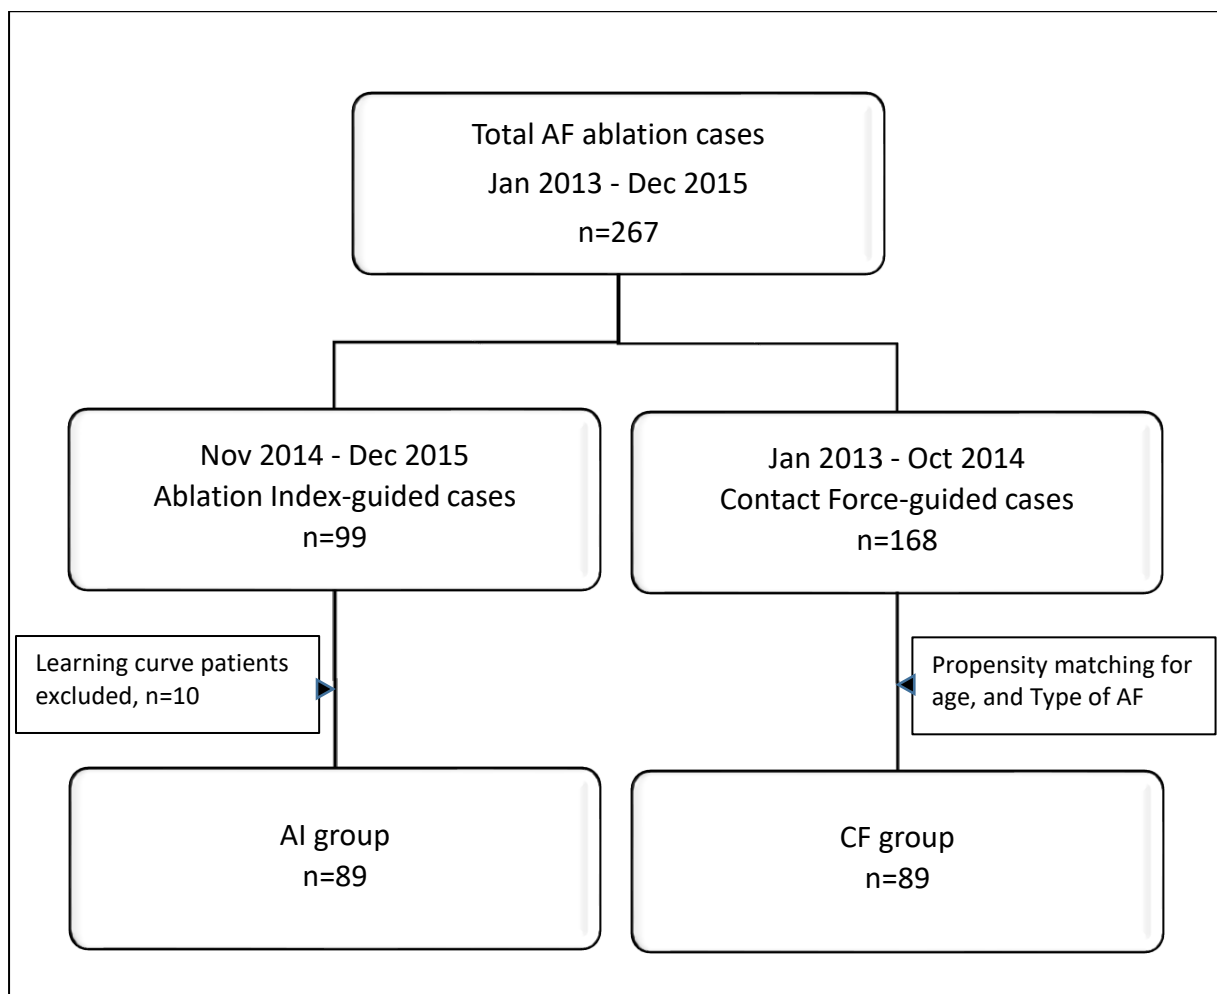 Total AF ablation cases
Jan 2013 - Dec 2015
n=267
Nov 2014 - Dec 2015
Ablation Index-guided cases
n=99
Jan 2013 - Oct 2014
Contact Force-guided cases
n=168
Learning curve patients
excluded, n=10
Propensity matching for
age, and Type of AF
AI group
n=89
CF group
n=89